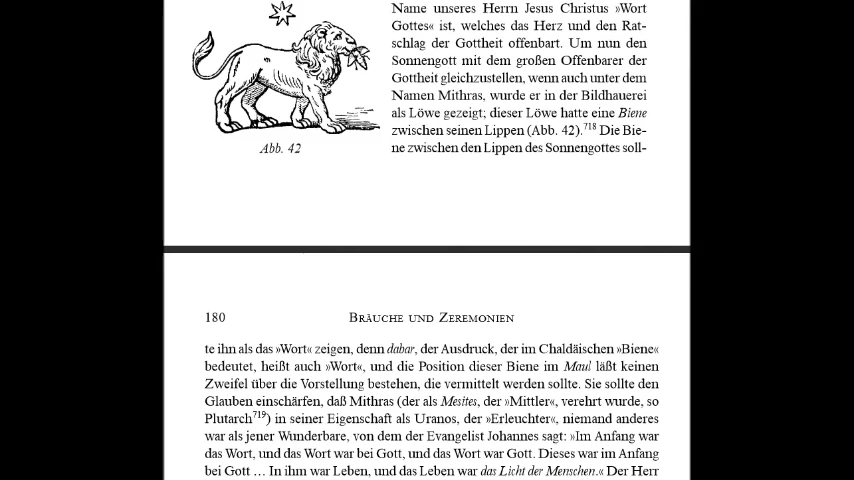 Name unseres Herrn Jesus Christus »Wort
Gottes« ist, welches das Herz und den Rat-
schlag der Gottheit offenbart. Um nun den
Sonnengott mit dem großen Offenbarer der
Gottheit gleichzustellen, wenn auch unter dem
Namen Mithras, wurde er in der Bildhauerei
als Löwe gezeigt; dieser Löwe hatte eine Biene
zwischen seinen Lippen (Abb. 42).718 Die Bie-
ne zwischen den Lippen des Sonnengottes soll-
Abb. 42
180 BRÄUCHE UND ZEREMONIEN
te ihn als das »Wort« zeigen, denn dabar, der Ausdruck, der im Chaldäischen »Biene«
bedeutet, heißt auch »Wort«, und die Position dieser Biene im Maul läßt keinen
Zweifel über die Vorstellung bestehen, die vermittelt werden sollte. Sie sollte den
Glauben einschärfen, daß Mithras (der als Mesites, der »Mittler«, verehrt wurde, so
Plutarch719) in seiner Eigenschaft als Uranos, der »Erleuchter«, niemand anderes
war als jener Wunderbare, von dem der Evangelist Johannes sagt: »Im Anfang war
das Wort, und das Wort war bei Gott, und das Wort war Gott. Dieses war im Anfang
bei Gott … In ihm war Leben, und das Leben war das Licht der Menschen.« Der Herr